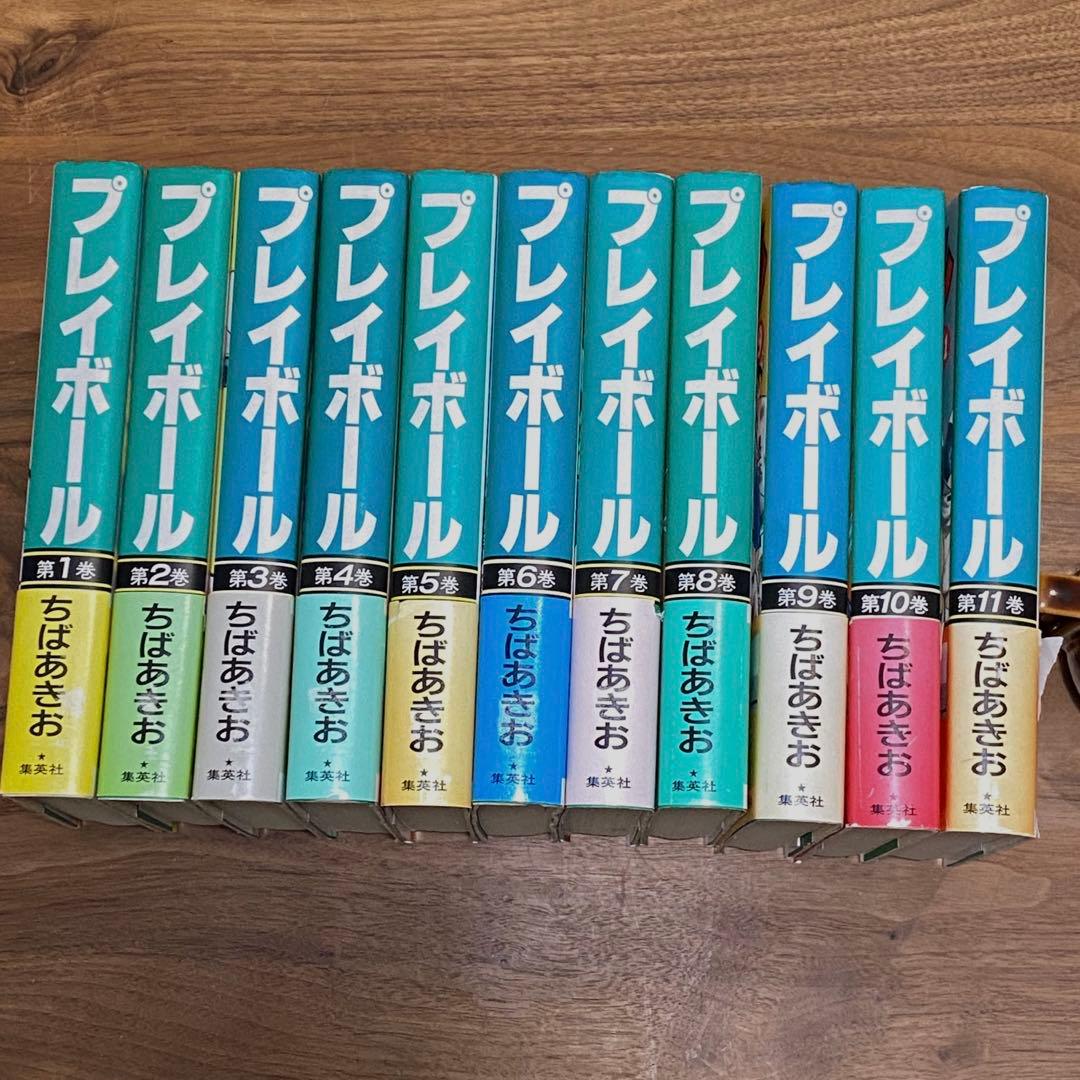 プレイボール
第1巻
ちばあきお
集英社
プレイボール
第2巻
ちばあきお
集英社
プレイボール
第3巻
ちばあきお
集英社
プレイボール
第4巻
ちばあきお
集英社
プレイボール
第5巻
ちばあきお
集英社
プレイボール
第6巻
ちばあきお
集英社
プレイボール
第7巻
ちばあきお
集英社
プレイボール
第8巻
ちばあきお
集英社
プレイボール
第9巻
ちばあきお
集英社
プレイボール
第10巻
ちばあきお
集英社
プレイボール
第11巻
ちばあきお
集英社